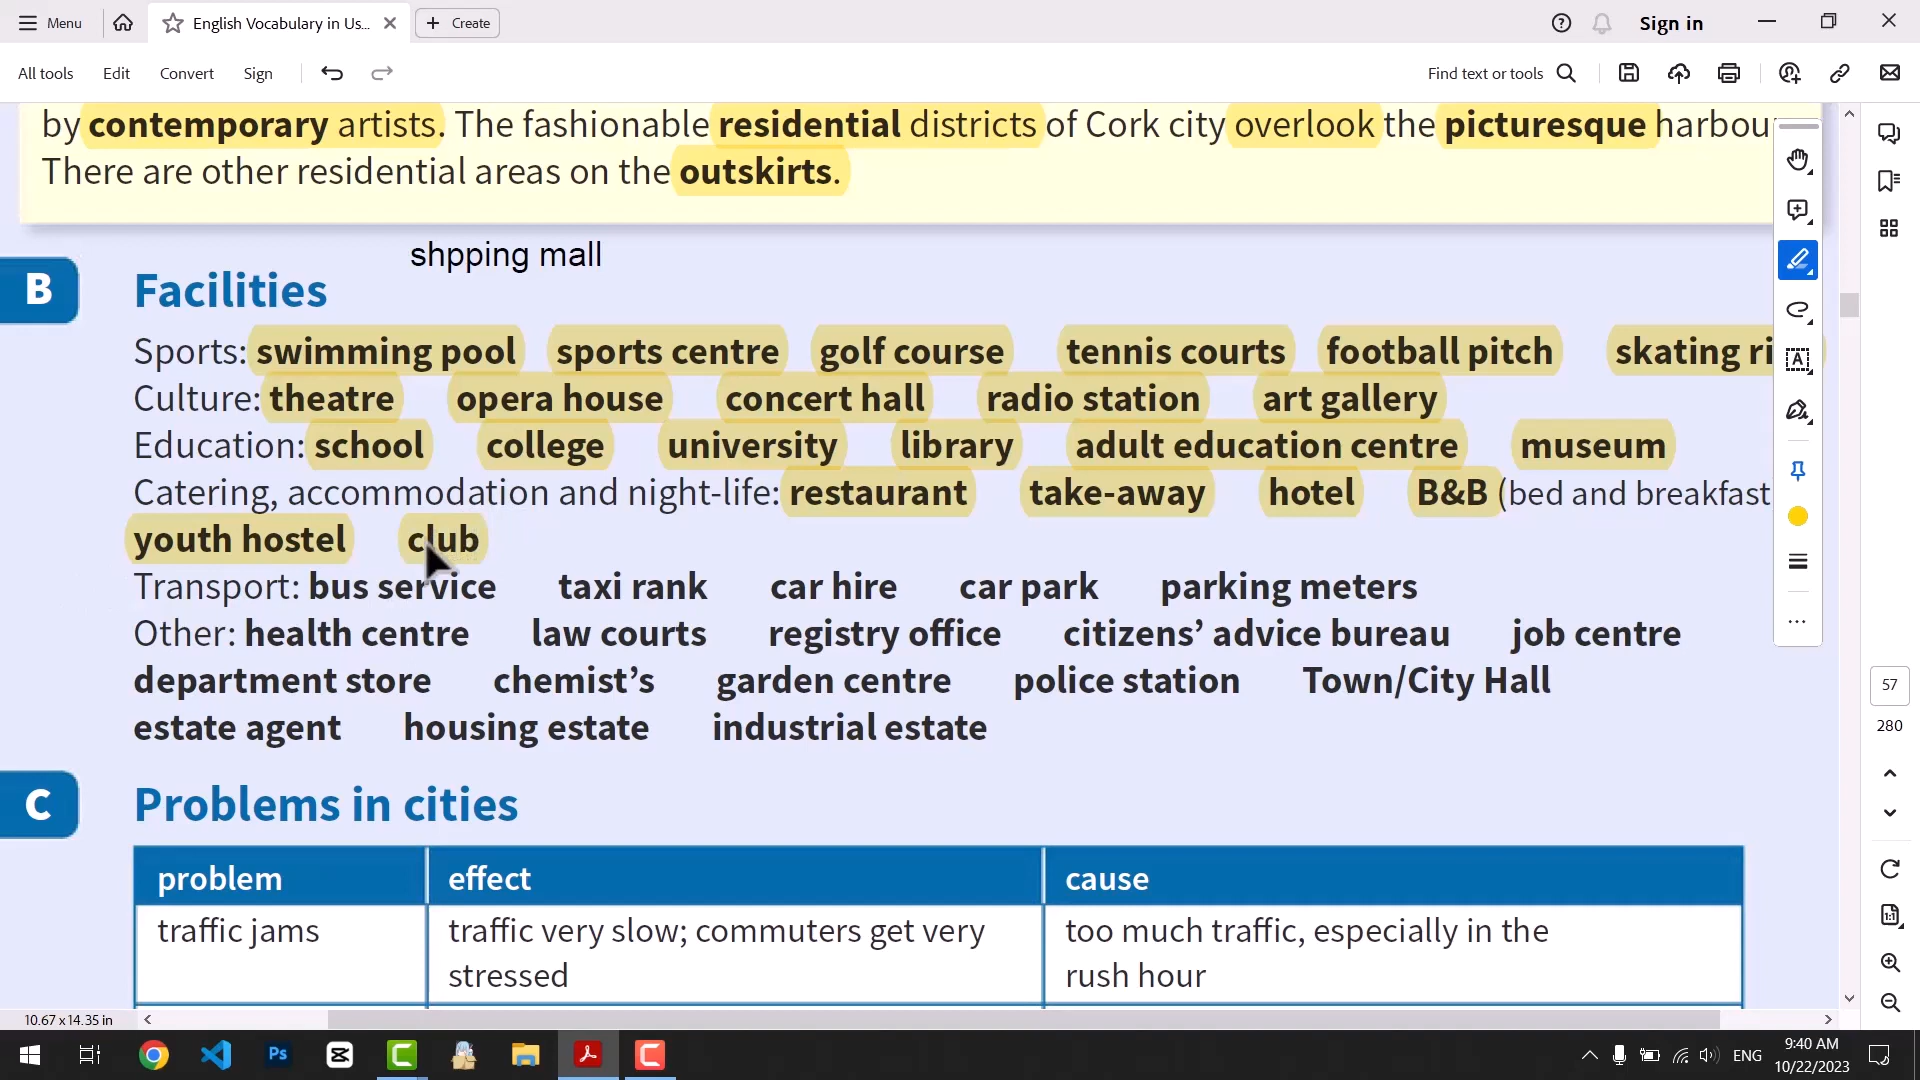 Menu
English Vocabulary in Us...
Create
Sign in
All tools
Edit
Convert
Sign
Find text or tools
by contemporary artists. The fashionable residential districts of Cork city overlook the picturesque harbou
There are other residential areas on the outskirts.
shpping mall
B
Facilities
Sports: swimming pool sports centre golf course tennis courts football pitch skating ri
Culture: theatre opera house concert hall radio station art gallery
Education: school college university library adult education centre museum
Catering, accommodation and night-life: restaurant take-away hotel B&B (bed and breakfast
youth hostel club
Transport: bus service taxi rank car hire car park parking meters
Other: health centre law courts registry office citizens’ advice bureau job centre
department store chemist’s garden centre police station Town/City Hall
estate agent housing estate industrial estate
57
280
C
Problems in cities
problem effect cause
traffic jams traffic very slow; commuters get very too much traffic, especially in the
stressed rush hour
10.67 x 14.35 in
Ps
ENG
9:40 AM
10/22/2023